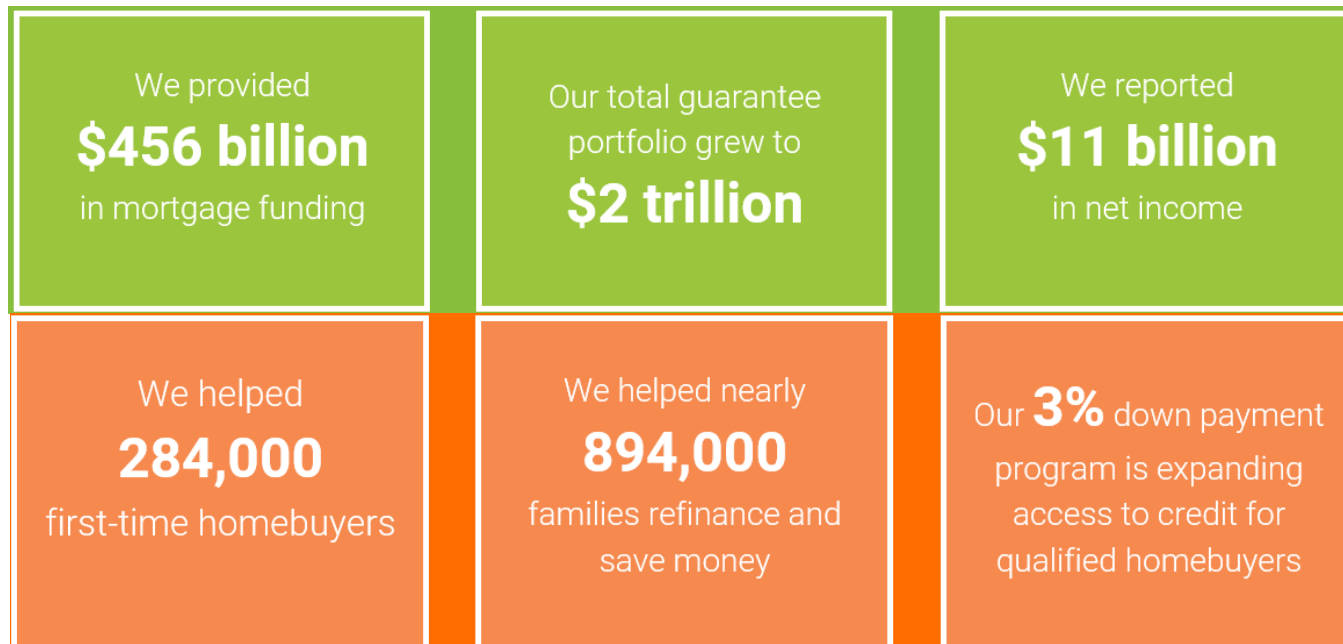 We provided
$456 billion
in mortgage funding
Our total guarantee
portfolio grew to
$2 trillion
We reported
$11 billion
in net income
We helped
284,000
first-time homebuyers
We helped nearly
894,000
families refinance and
save money
Our 3% down payment
program is expanding
access to credit for
qualified homebuyers